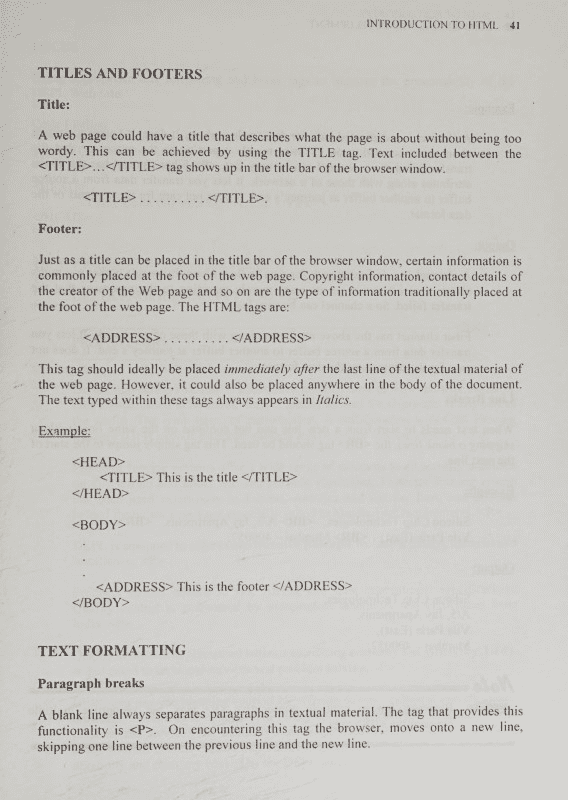 INTRODUCTION TO HTML 41
TITLES AND FOOTERS
Title:
A web page could have a title that describes what the page is about without being too
wordy. This can be achieved by using the TITLE tag. Text included between the
<TITLE>...</TITLE> tag shows up in the title bar of the browser window.
<TITLE> . . . . . . . . . . </TITLE>.
Footer:
Just as a title can be placed in the title bar of the browser window, certain information is
commonly placed at the foot of the web page. Copyright information, contact details of
the creator of the Web page and so on are the type of information traditionally placed at
the foot of the web page. The HTML tags are:
<ADDRESS> . . . . . . . . . . </ADDRESS>
This tag should ideally be placed immediately after the last line of the textual material of
the web page. However, it could also be placed anywhere in the body of the document.
The text typed within these tags always appears in Italics.
Example:
<HEAD>
<TITLE> This is the title </TITLE>
</HEAD>
<BODY>
.
.
.
<ADDRESS> This is the footer </ADDRESS>
</BODY>
TEXT FORMATTING
Paragraph breaks
A blank line always separates paragraphs in textual material. The tag that provides this
functionality is <P>. On encountering this tag the browser, moves onto a new line,
skipping one line between the previous line and the new line.